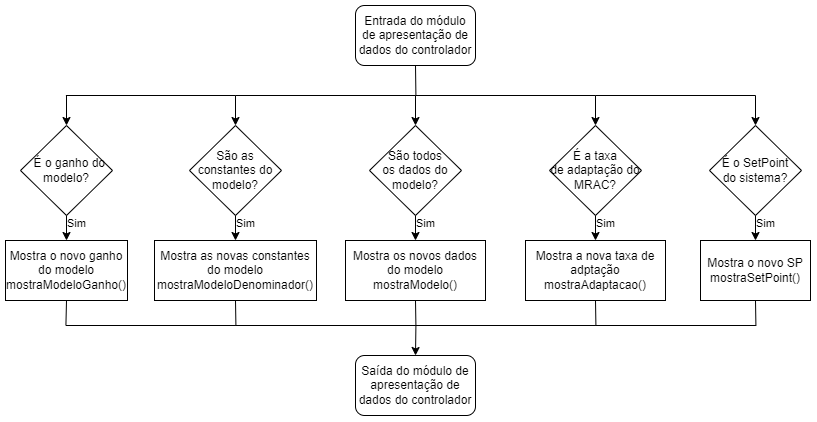 Entrada do módulo
de apresentação de
dados do controlador
É o ganho do
modelo?
São as
constantes do
modelo?
São todos
os dados do
modelo?
É a taxa
de adaptação do
MRAC?
É o SetPoint
do sistema?
Sim
Sim
Sim
Sim
Sim
Mostra o novo ganho
do modelo
mostraModeloGanho()
Mostra as novas constantes
do modelo
mostraModeloDenominador()
Mostra os novos dados
do modelo
mostraModelo()
Mostra a nova taxa de
adptação
mostraAdaptacao()
Mostra o novo SP
mostraSetPoint()
Saída do módulo de
apresentação de
dados do controlador